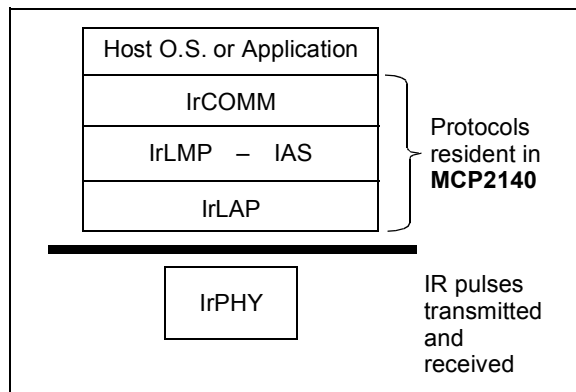 Host O.S. or Application
IrCOMM
IrLMP – IAS
IrLAP
Protocols
resident in
MCP2140
IrPHY
IR pulses
transmitted
and
received